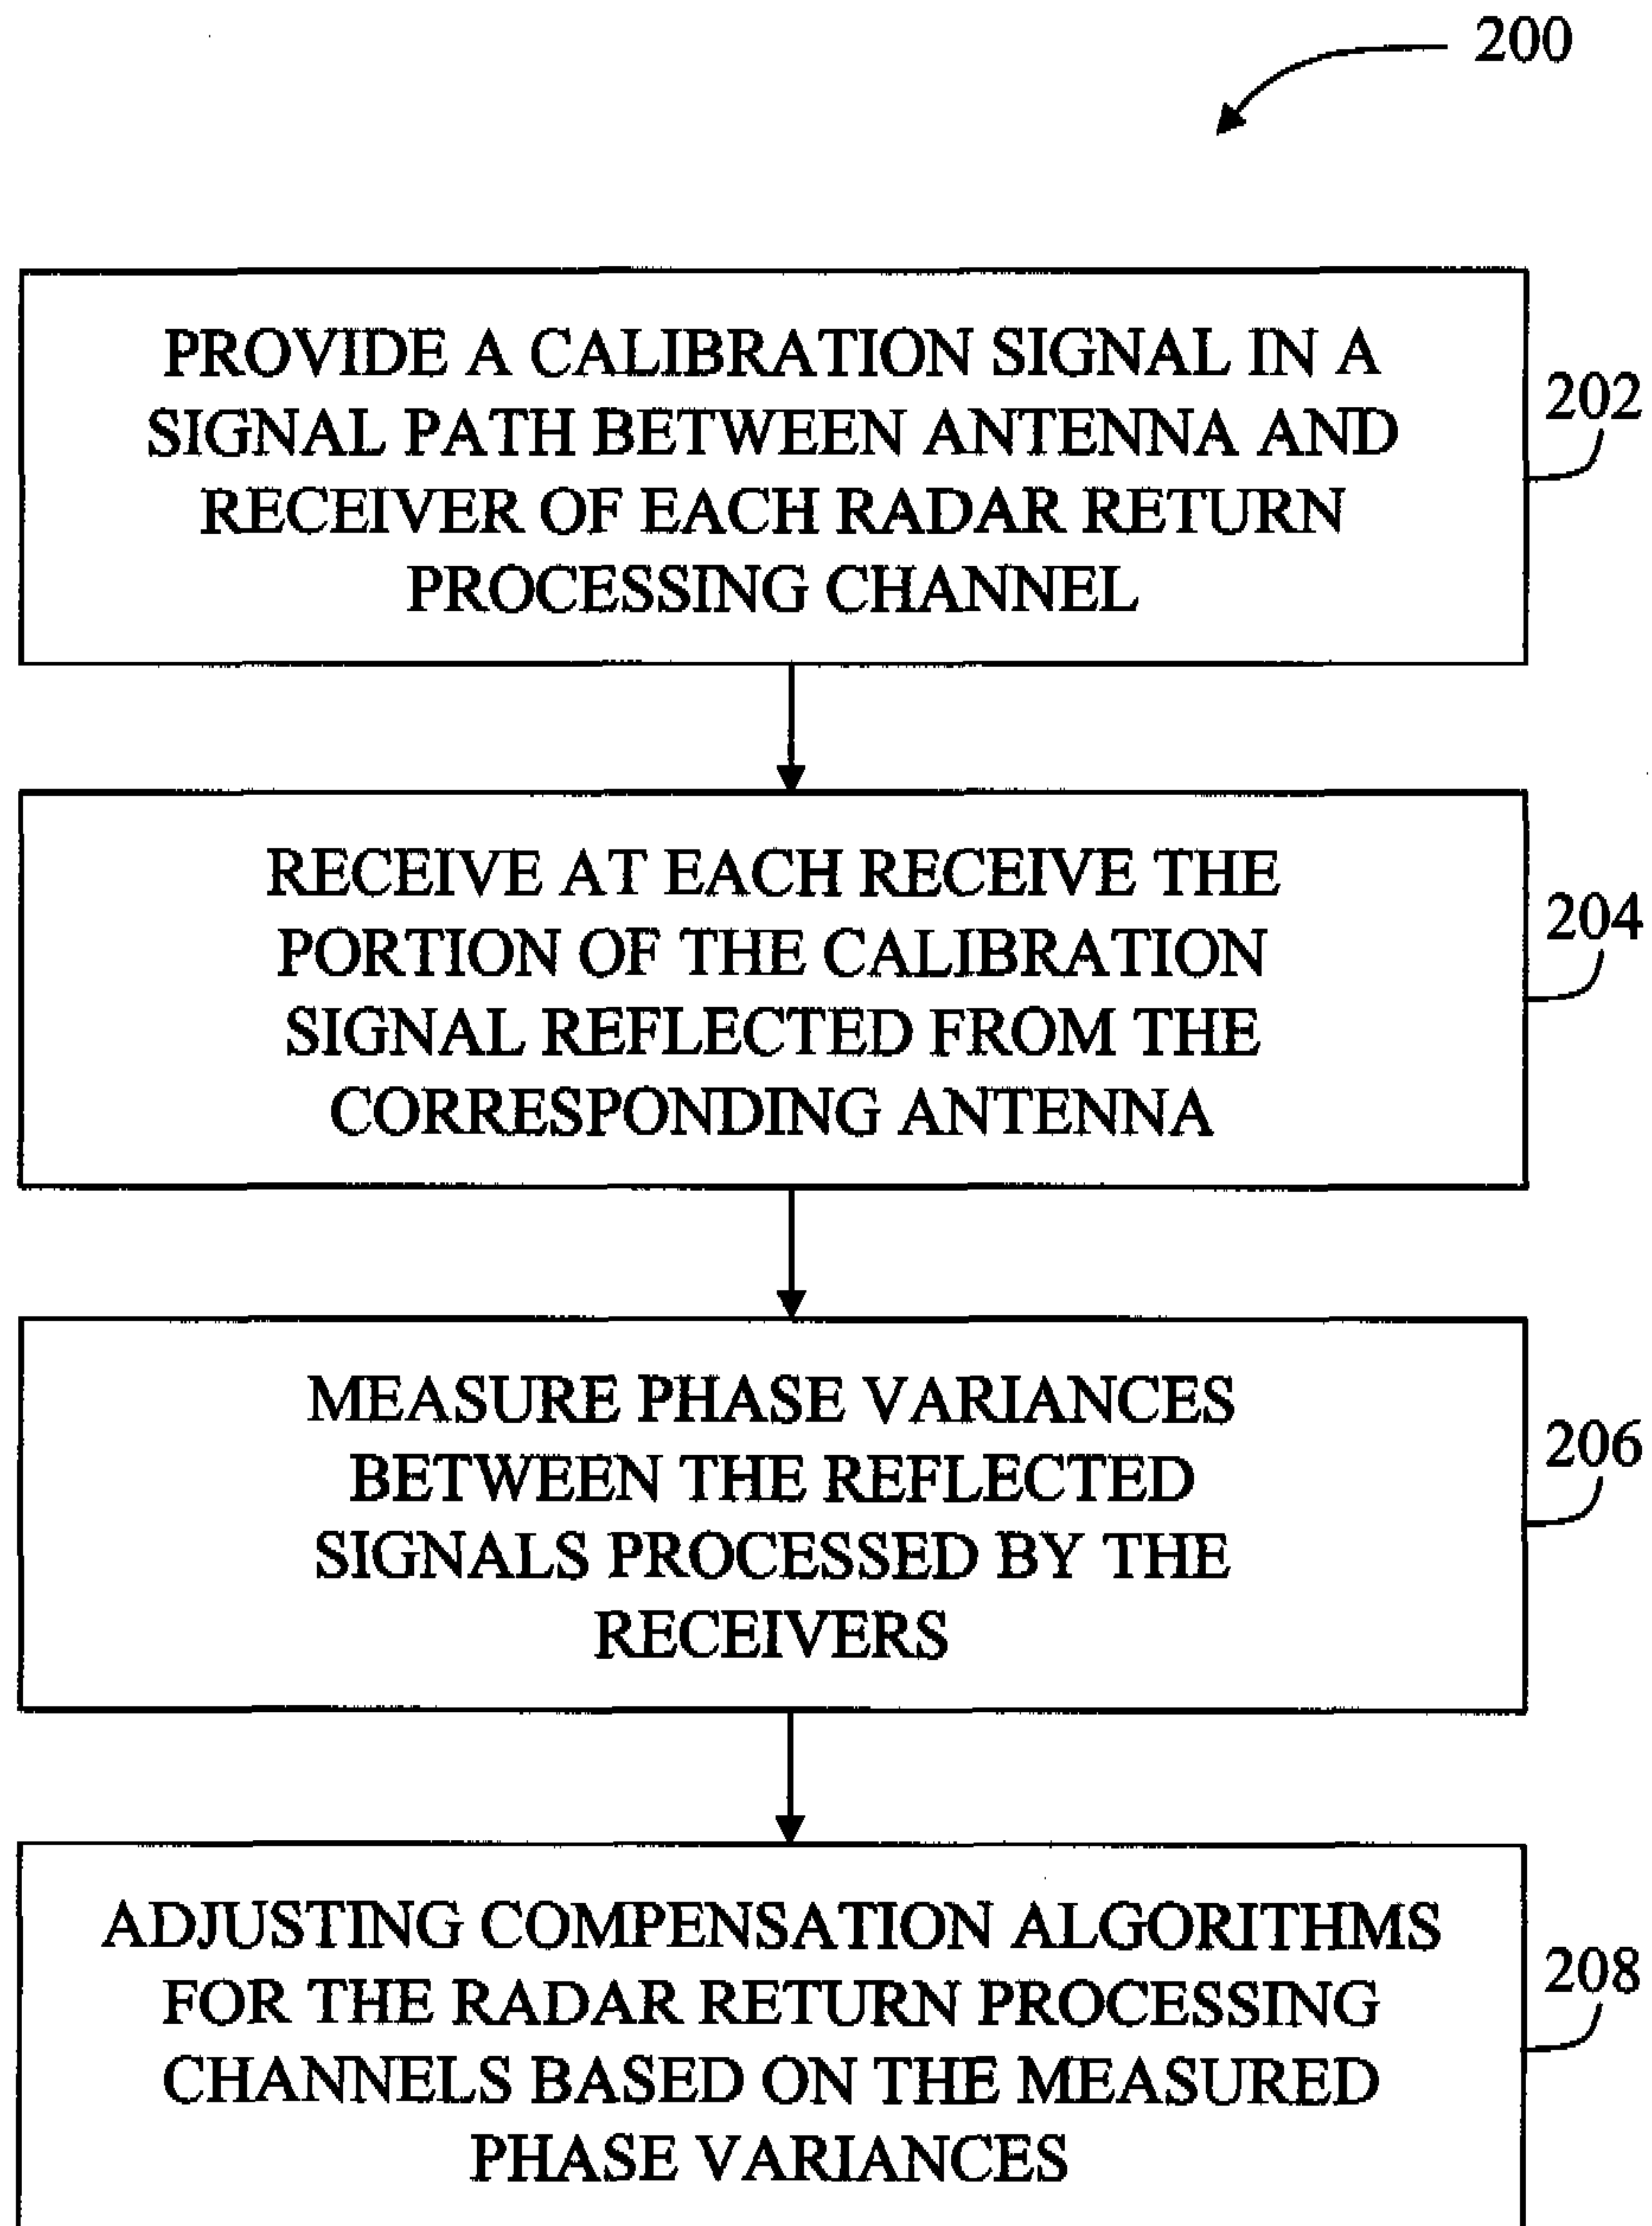 200
PROVIDE A CALIBRATION SIGNAL IN A
SIGNAL PATH BETWEEN ANTENNA AND
RECEIVER OF EACH RADAR RETURN
PROCESSING CHANNEL
202
RECEIVE AT EACH RECEIVE THE
PORTION OF THE CALIBRATION
SIGNAL REFLECTED FROM THE
CORRESPONDING ANTENNA
204
MEASURE PHASE VARIANCES
BETWEEN THE REFLECTED
SIGNALS PROCESSED BY THE
RECEIVERS
206
ADJUSTING COMPENSATION ALGORITHMS
FOR THE RADAR RETURN PROCESSING
CHANNELS BASED ON THE MEASURED
PHASE VARIANCES
208